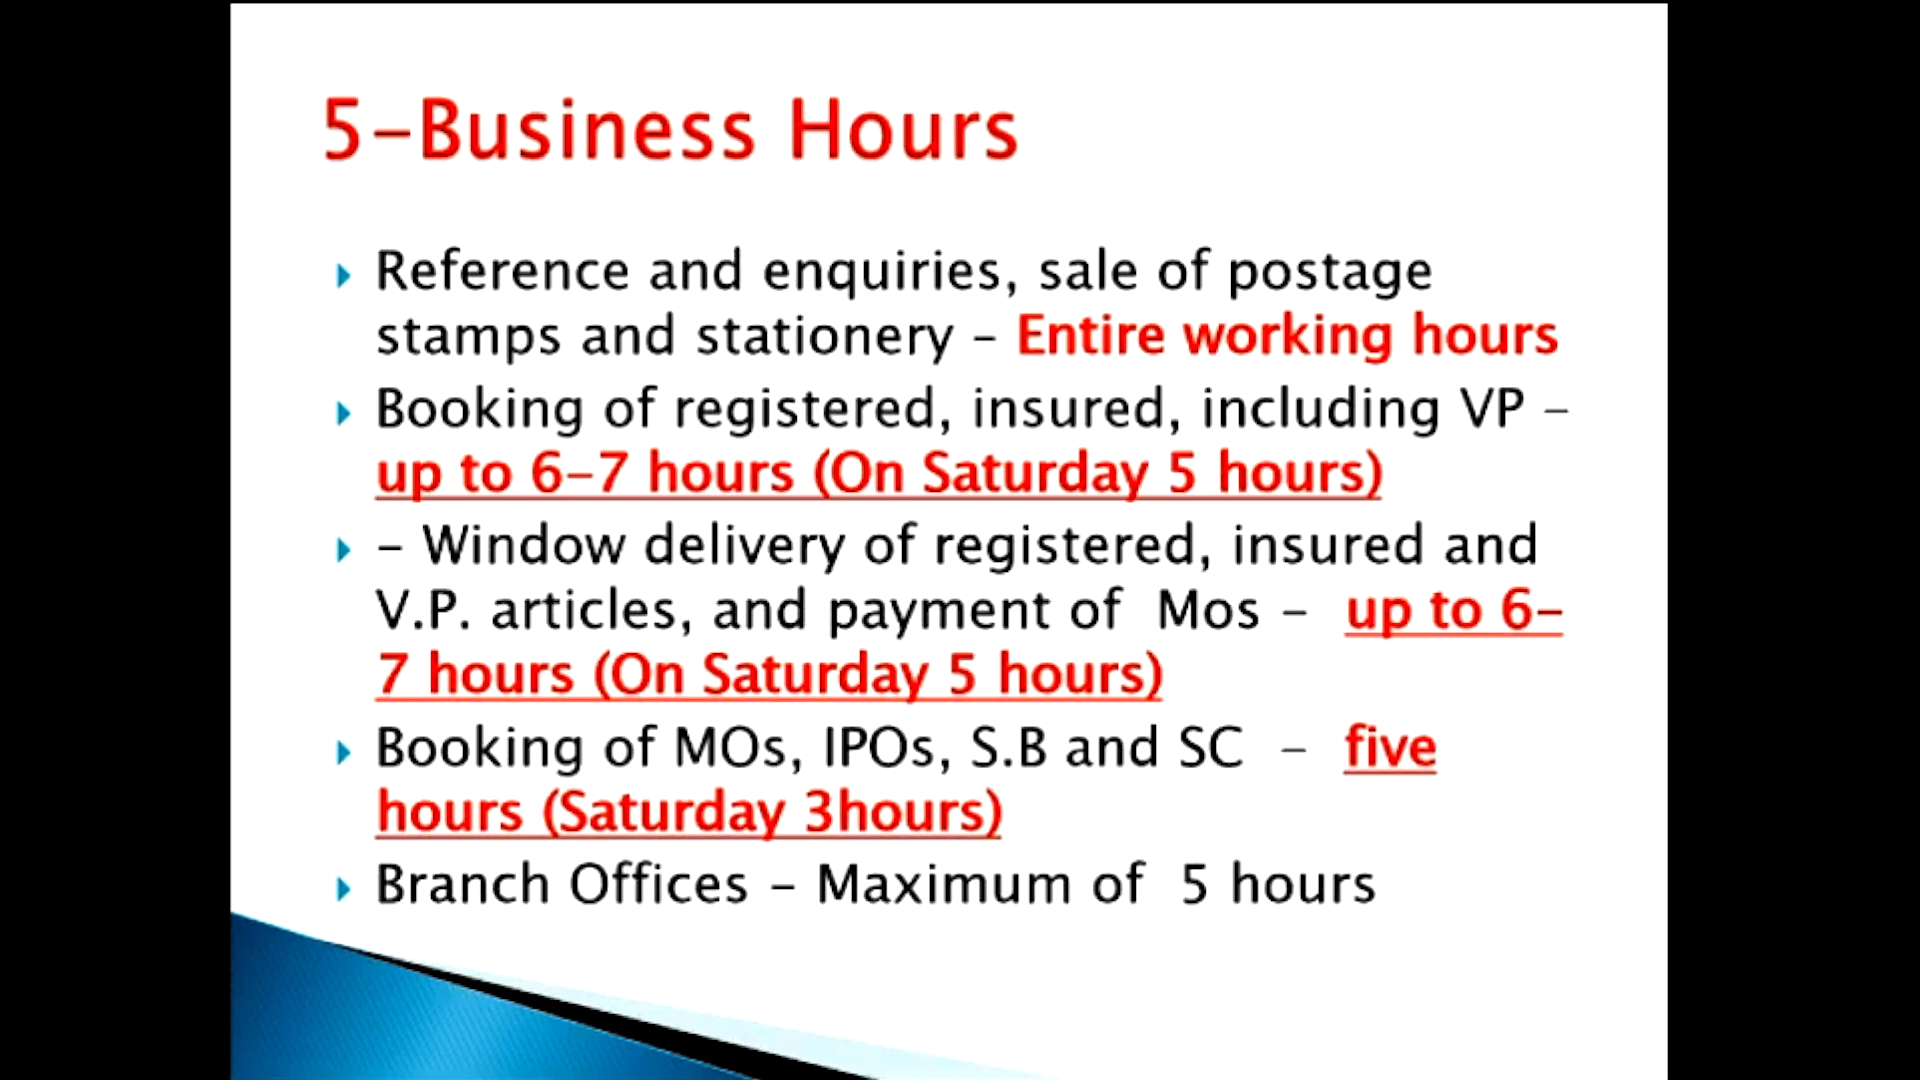 5-Business Hours
Reference and enquiries, sale of postage
stamps and stationery – Entire working hours
Booking of registered, insured, including VP –
up to 6-7 hours (On Saturday 5 hours)
– Window delivery of registered, insured and
V.P. articles, and payment of Mos – up to 6-
7 hours (On Saturday 5 hours)
Booking of MOs, IPOs, S.B and SC – five
hours (Saturday 3hours)
Branch Offices – Maximum of 5 hours